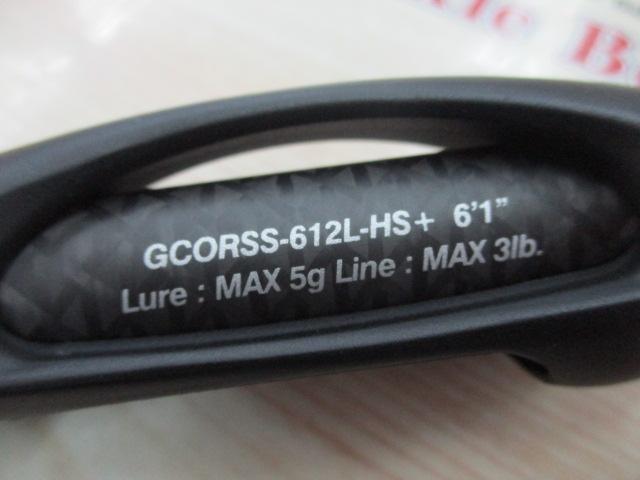 GCORSS-612L-HS+ 6'1"
Lure : MAX 5g Line : MAX 3lb.